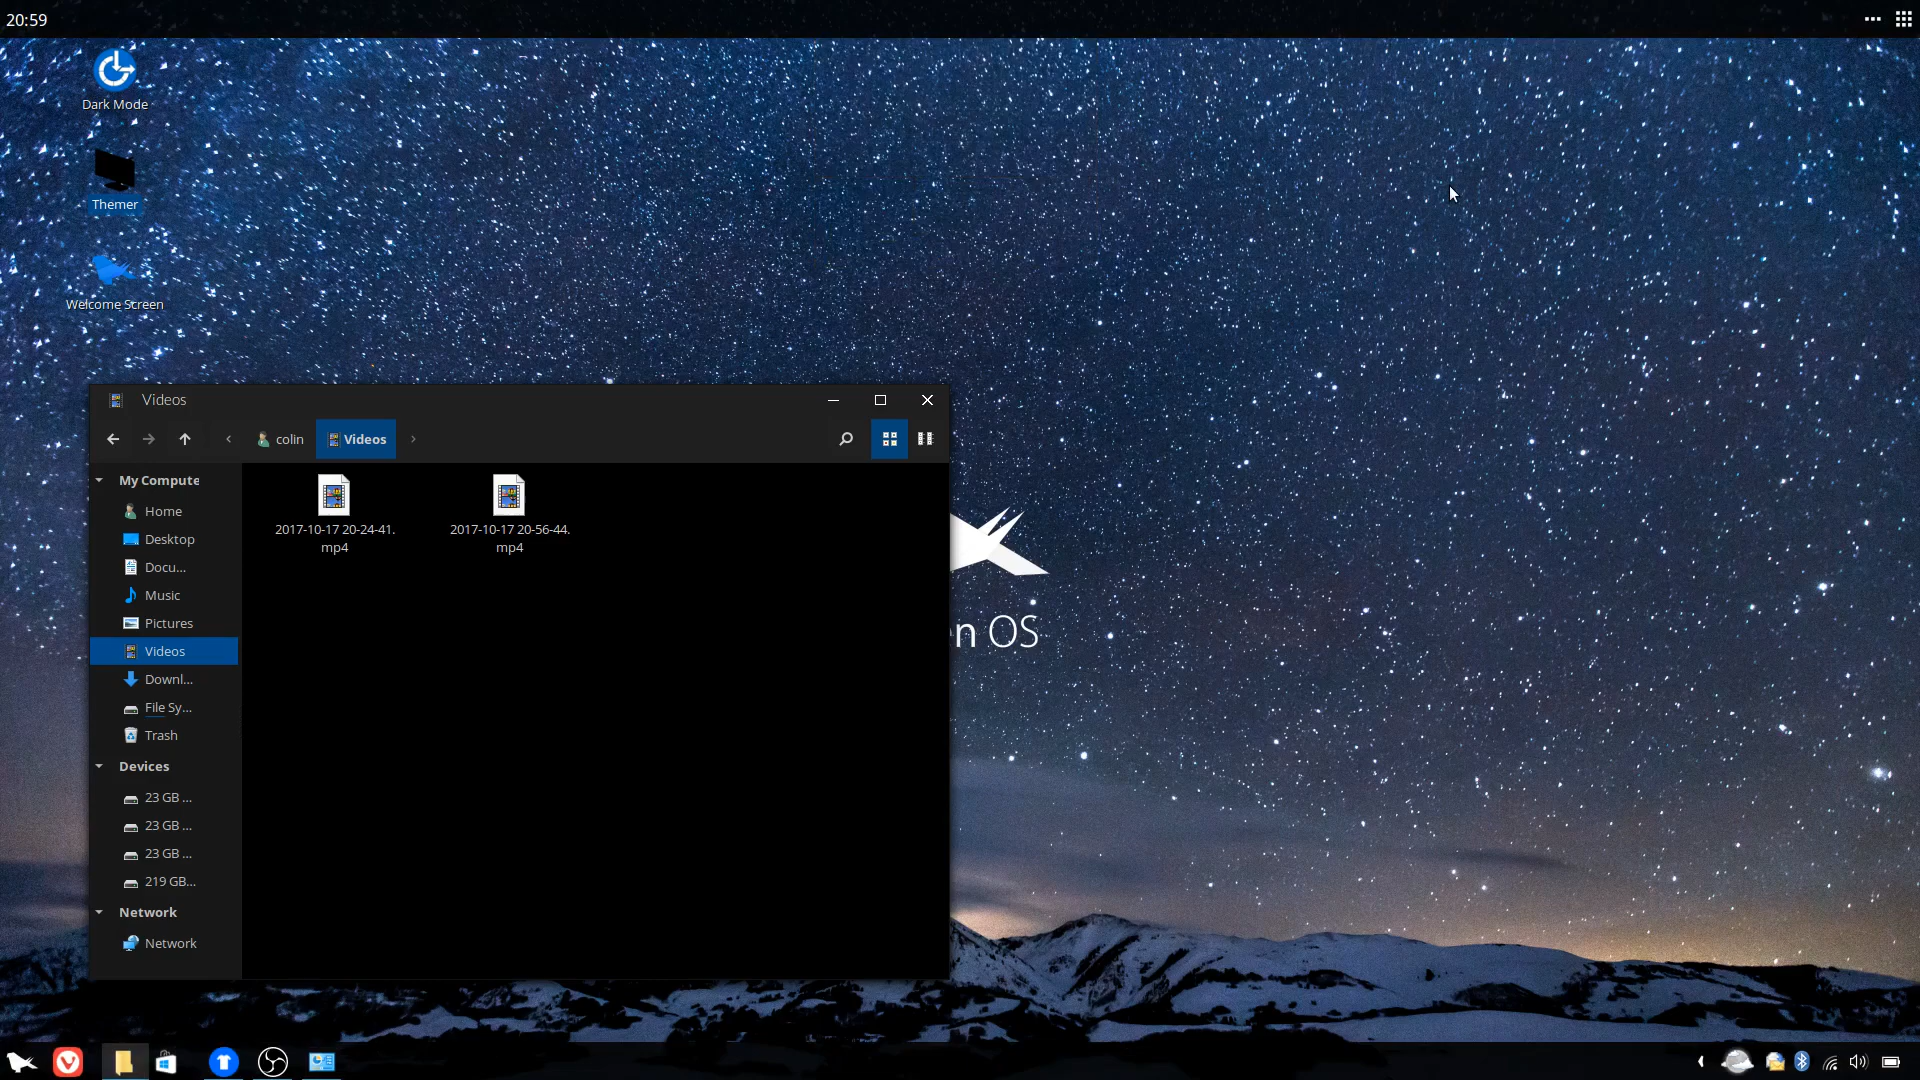 20:59
Dark Mode
Themer
Welcome Screen
Videos
colin
Videos
My Compute
Home
Desktop
Docu...
Music
Pictures
Videos
Downl...
File Sy...
Trash
Devices
23 GB ...
23 GB ...
23 GB ...
219 GB...
Network
Network
2017-10-17 20-24-41.
mp4
2017-10-17 20-56-44.
mp4
n OS